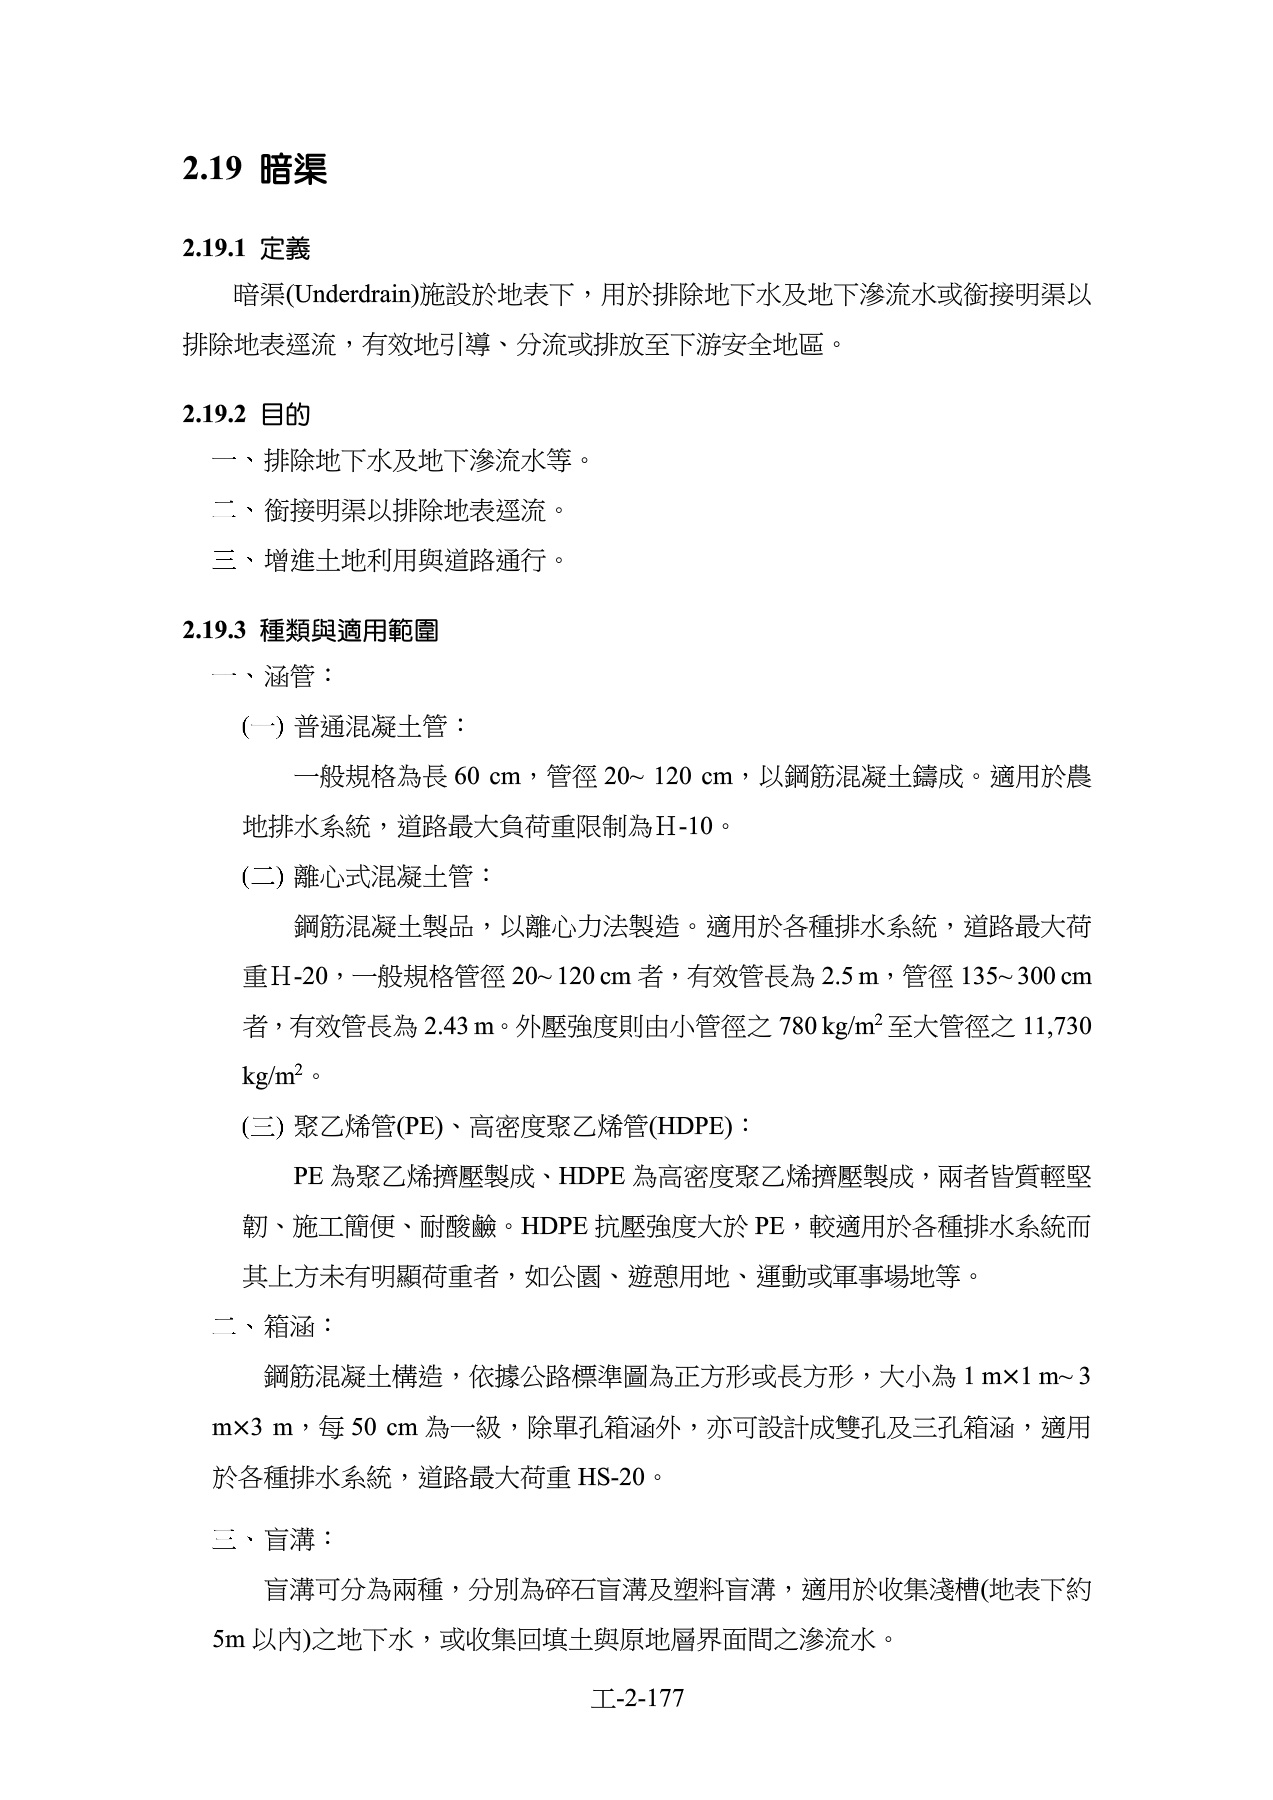 2.19 暗渠
2.19.1 定義
暗渠(Underdrain)施設於地表下，用於排除地下水及地下滲流水或銜接明渠以
排除地表逕流，有效地引導、分流或排放至下游安全地區。
2.19.2 目的
一、排除地下水及地下滲流水等。
二、銜接明渠以排除地表逕流。
三、增進土地利用與道路通行。
2.19.3 種類與適用範圍
一、涵管：
(一) 普通混凝土管：
一般規格為長 60 cm，管徑 20~ 120 cm，以鋼筋混凝土鑄成。適用於農
地排水系統，道路最大負荷重限制為Ｈ-10。
(二) 離心式混凝土管：
鋼筋混凝土製品，以離心力法製造。適用於各種排水系統，道路最大荷
重Ｈ-20，一般規格管徑 20~ 120 cm 者，有效管長為 2.5 m，管徑 135~ 300 cm
者，有效管長為 2.43 m。外壓強度則由小管徑之 780 kg/m² 至大管徑之 11,730
kg/m²。
(三) 聚乙烯管(PE)、高密度聚乙烯管(HDPE)：
PE 為聚乙烯擠壓製成、HDPE 為高密度聚乙烯擠壓製成，兩者皆質輕堅
韌、施工簡便、耐酸鹼。HDPE 抗壓強度大於 PE，較適用於各種排水系統而
其上方未有明顯荷重者，如公園、遊憩用地、運動或軍事場地等。
二、箱涵：
鋼筋混凝土構造，依據公路標準圖為正方形或長方形，大小為 1 m×1 m~ 3
m×3 m，每 50 cm 為一級，除單孔箱涵外，亦可設計成雙孔及三孔箱涵，適用
於各種排水系統，道路最大荷重 HS-20。
三、盲溝：
盲溝可分為兩種，分別為碎石盲溝及塑料盲溝，適用於收集淺槽(地表下約
5m 以內)之地下水，或收集回填土與原地層界面間之滲流水。
工-2-177